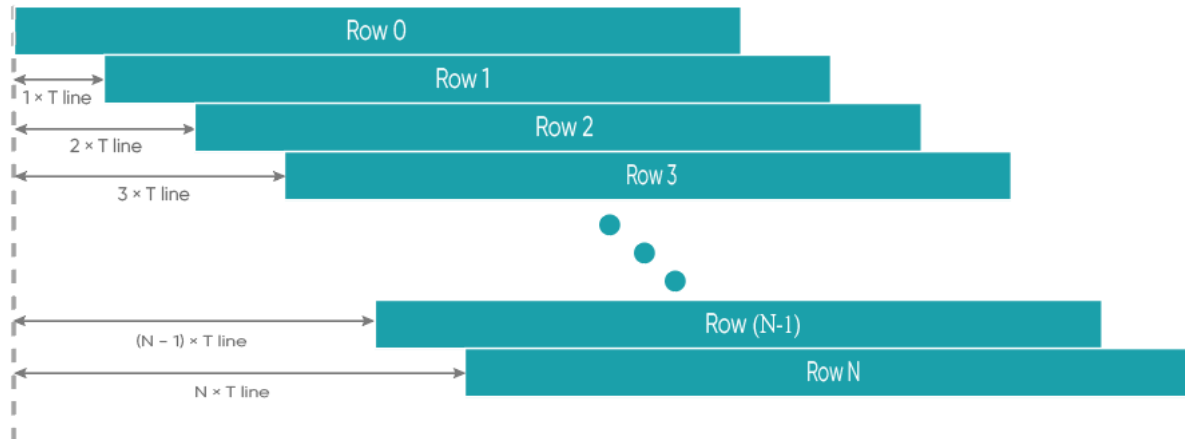 Row 0
Row 1
1 × T line
Row 2
2 × T line
Row 3
3 × T line
Row (N-1)
(N – 1) × T line
Row N
N × T line